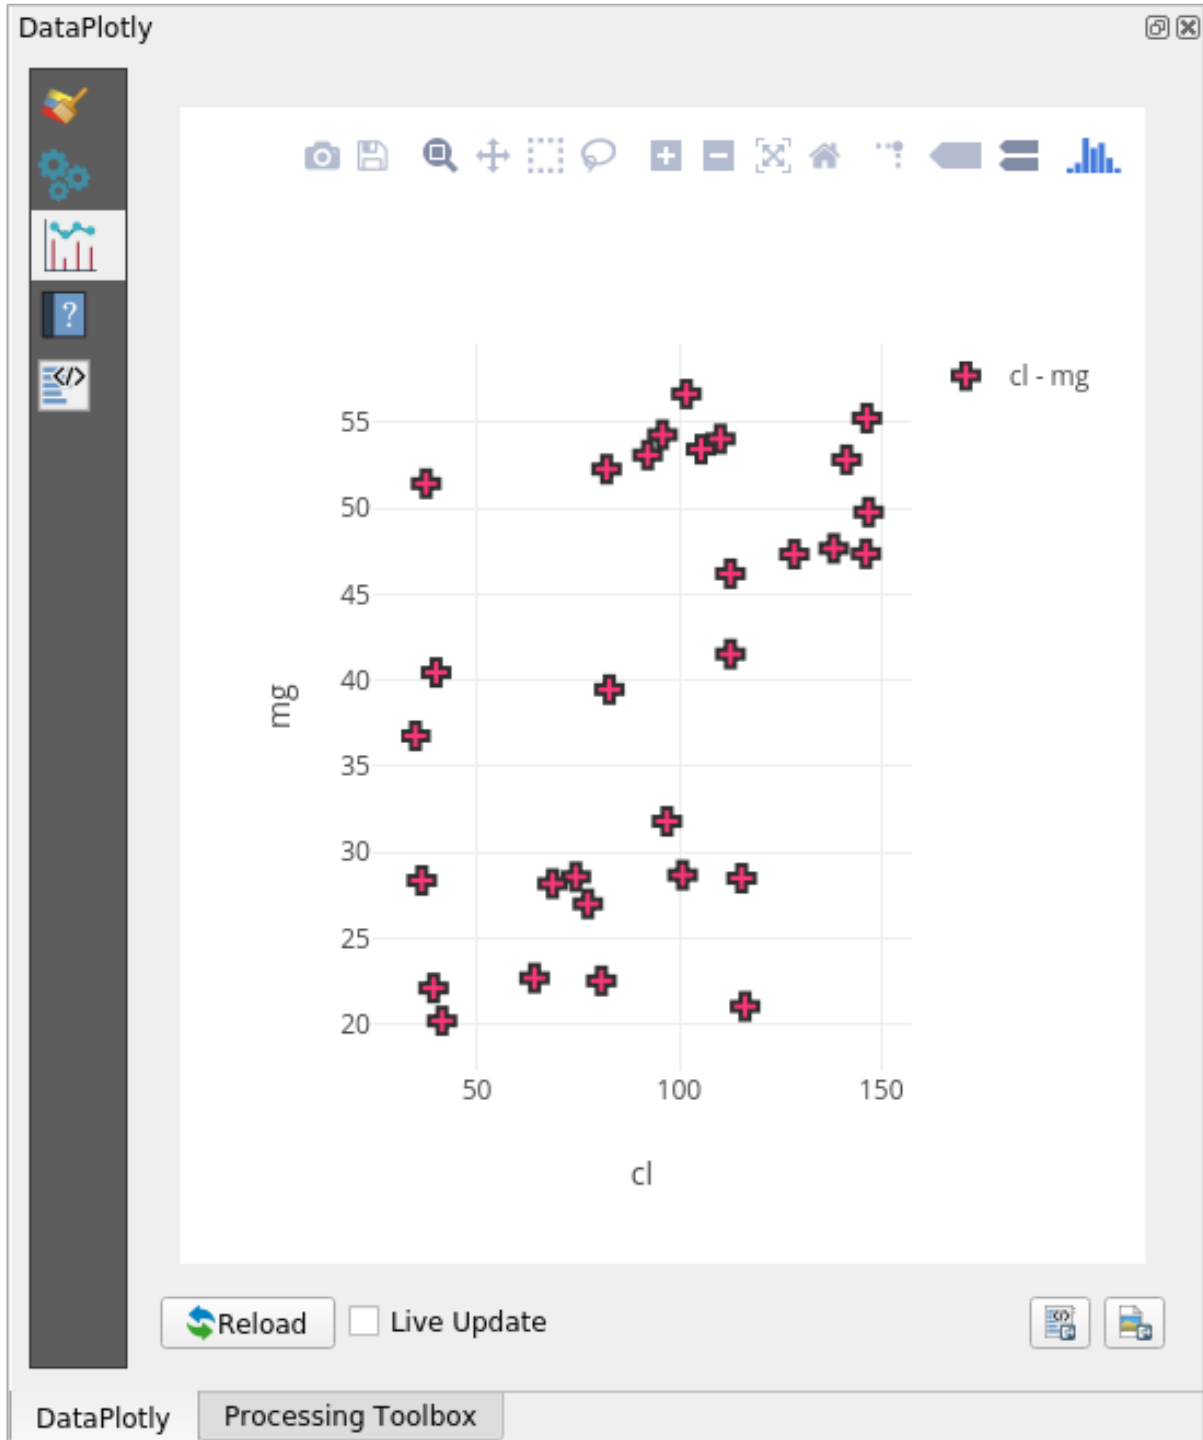 DataPlotly
?
</>
cl - mg
55
50
45
40
35
30
25
20
mg
50 100 150
cl
Reload Live Update
DataPlotly Processing Toolbox